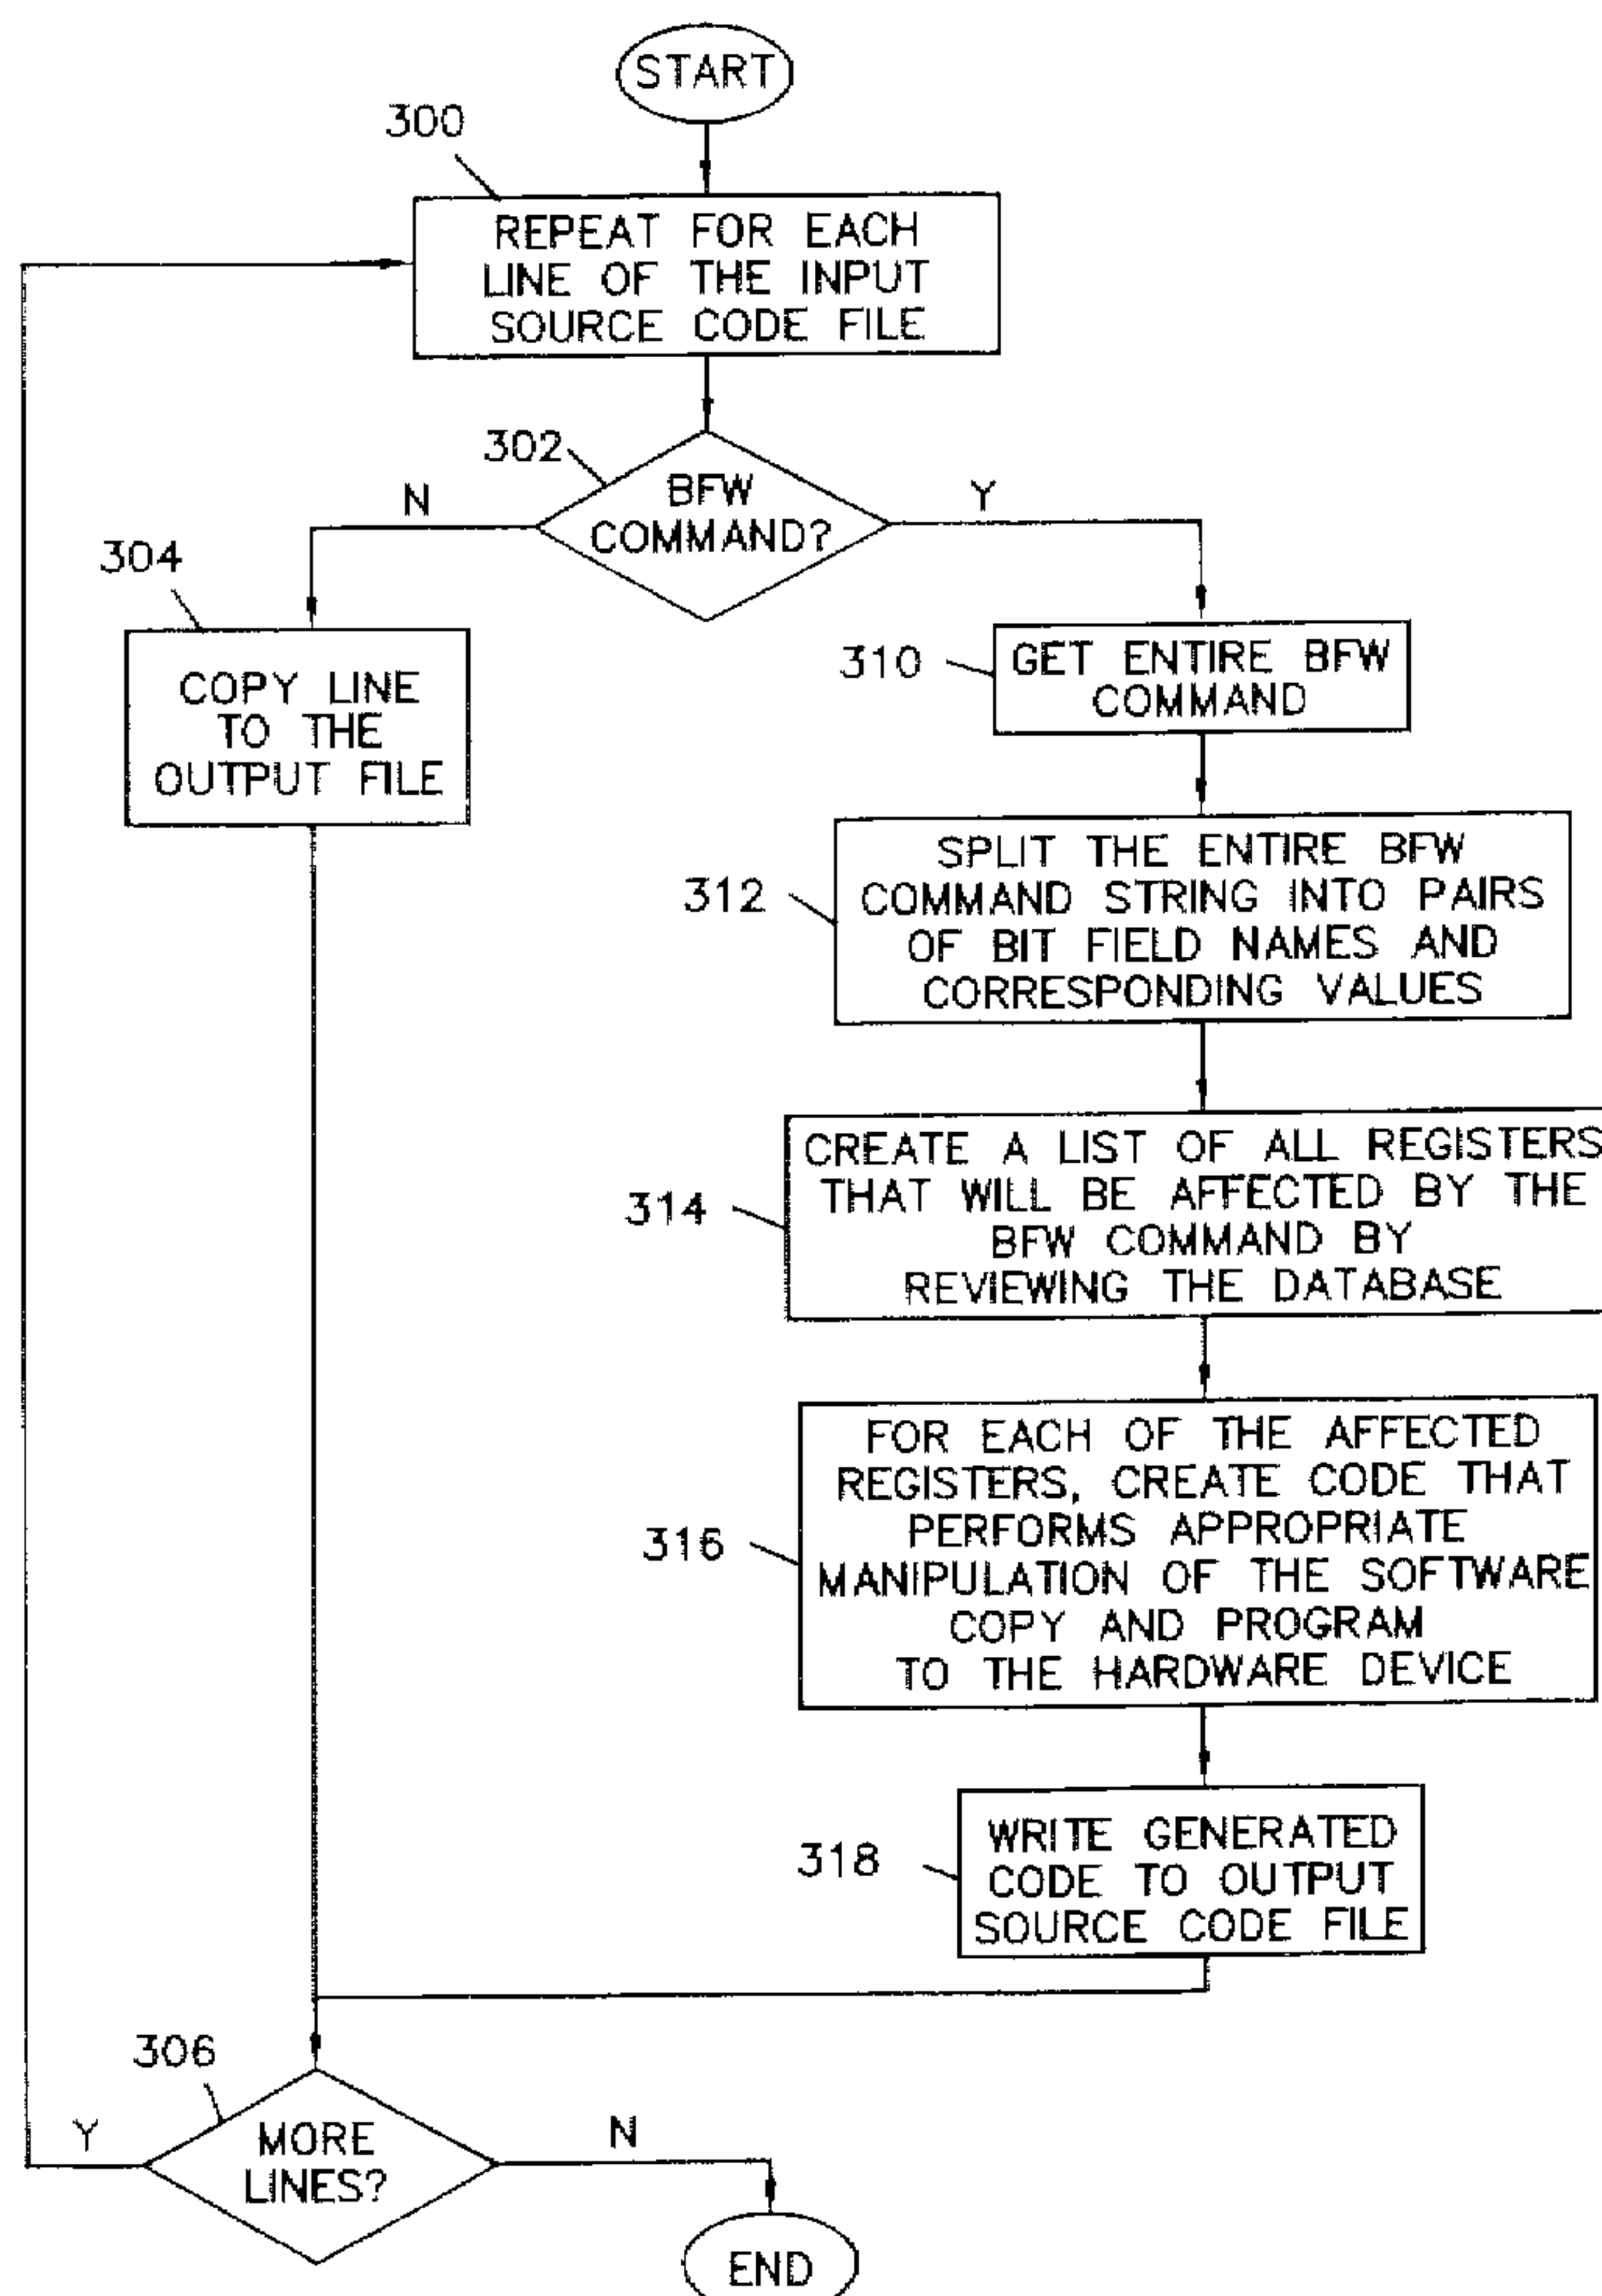 START
300
REPEAT FOR EACH
LINE OF THE INPUT
SOURCE CODE FILE
302
BFW
COMMAND?
N
Y
304
COPY LINE
TO THE
OUTPUT FILE
310
GET ENTIRE BFW
COMMAND
312
SPLIT THE ENTIRE BFW
COMMAND STRING INTO PAIRS
OF BIT FIELD NAMES AND
CORRESPONDING VALUES
314
CREATE A LIST OF ALL REGISTERS
THAT WILL BE AFFECTED BY THE
BFW COMMAND BY
REVIEWING THE DATABASE
316
FOR EACH OF THE AFFECTED
REGISTERS, CREATE CODE THAT
PERFORMS APPROPRIATE
MANIPULATION OF THE SOFTWARE
COPY AND PROGRAM
TO THE HARDWARE DEVICE
318
WRITE GENERATED
CODE TO OUTPUT
SOURCE CODE FILE
306
MORE
LINES?
Y
N
END